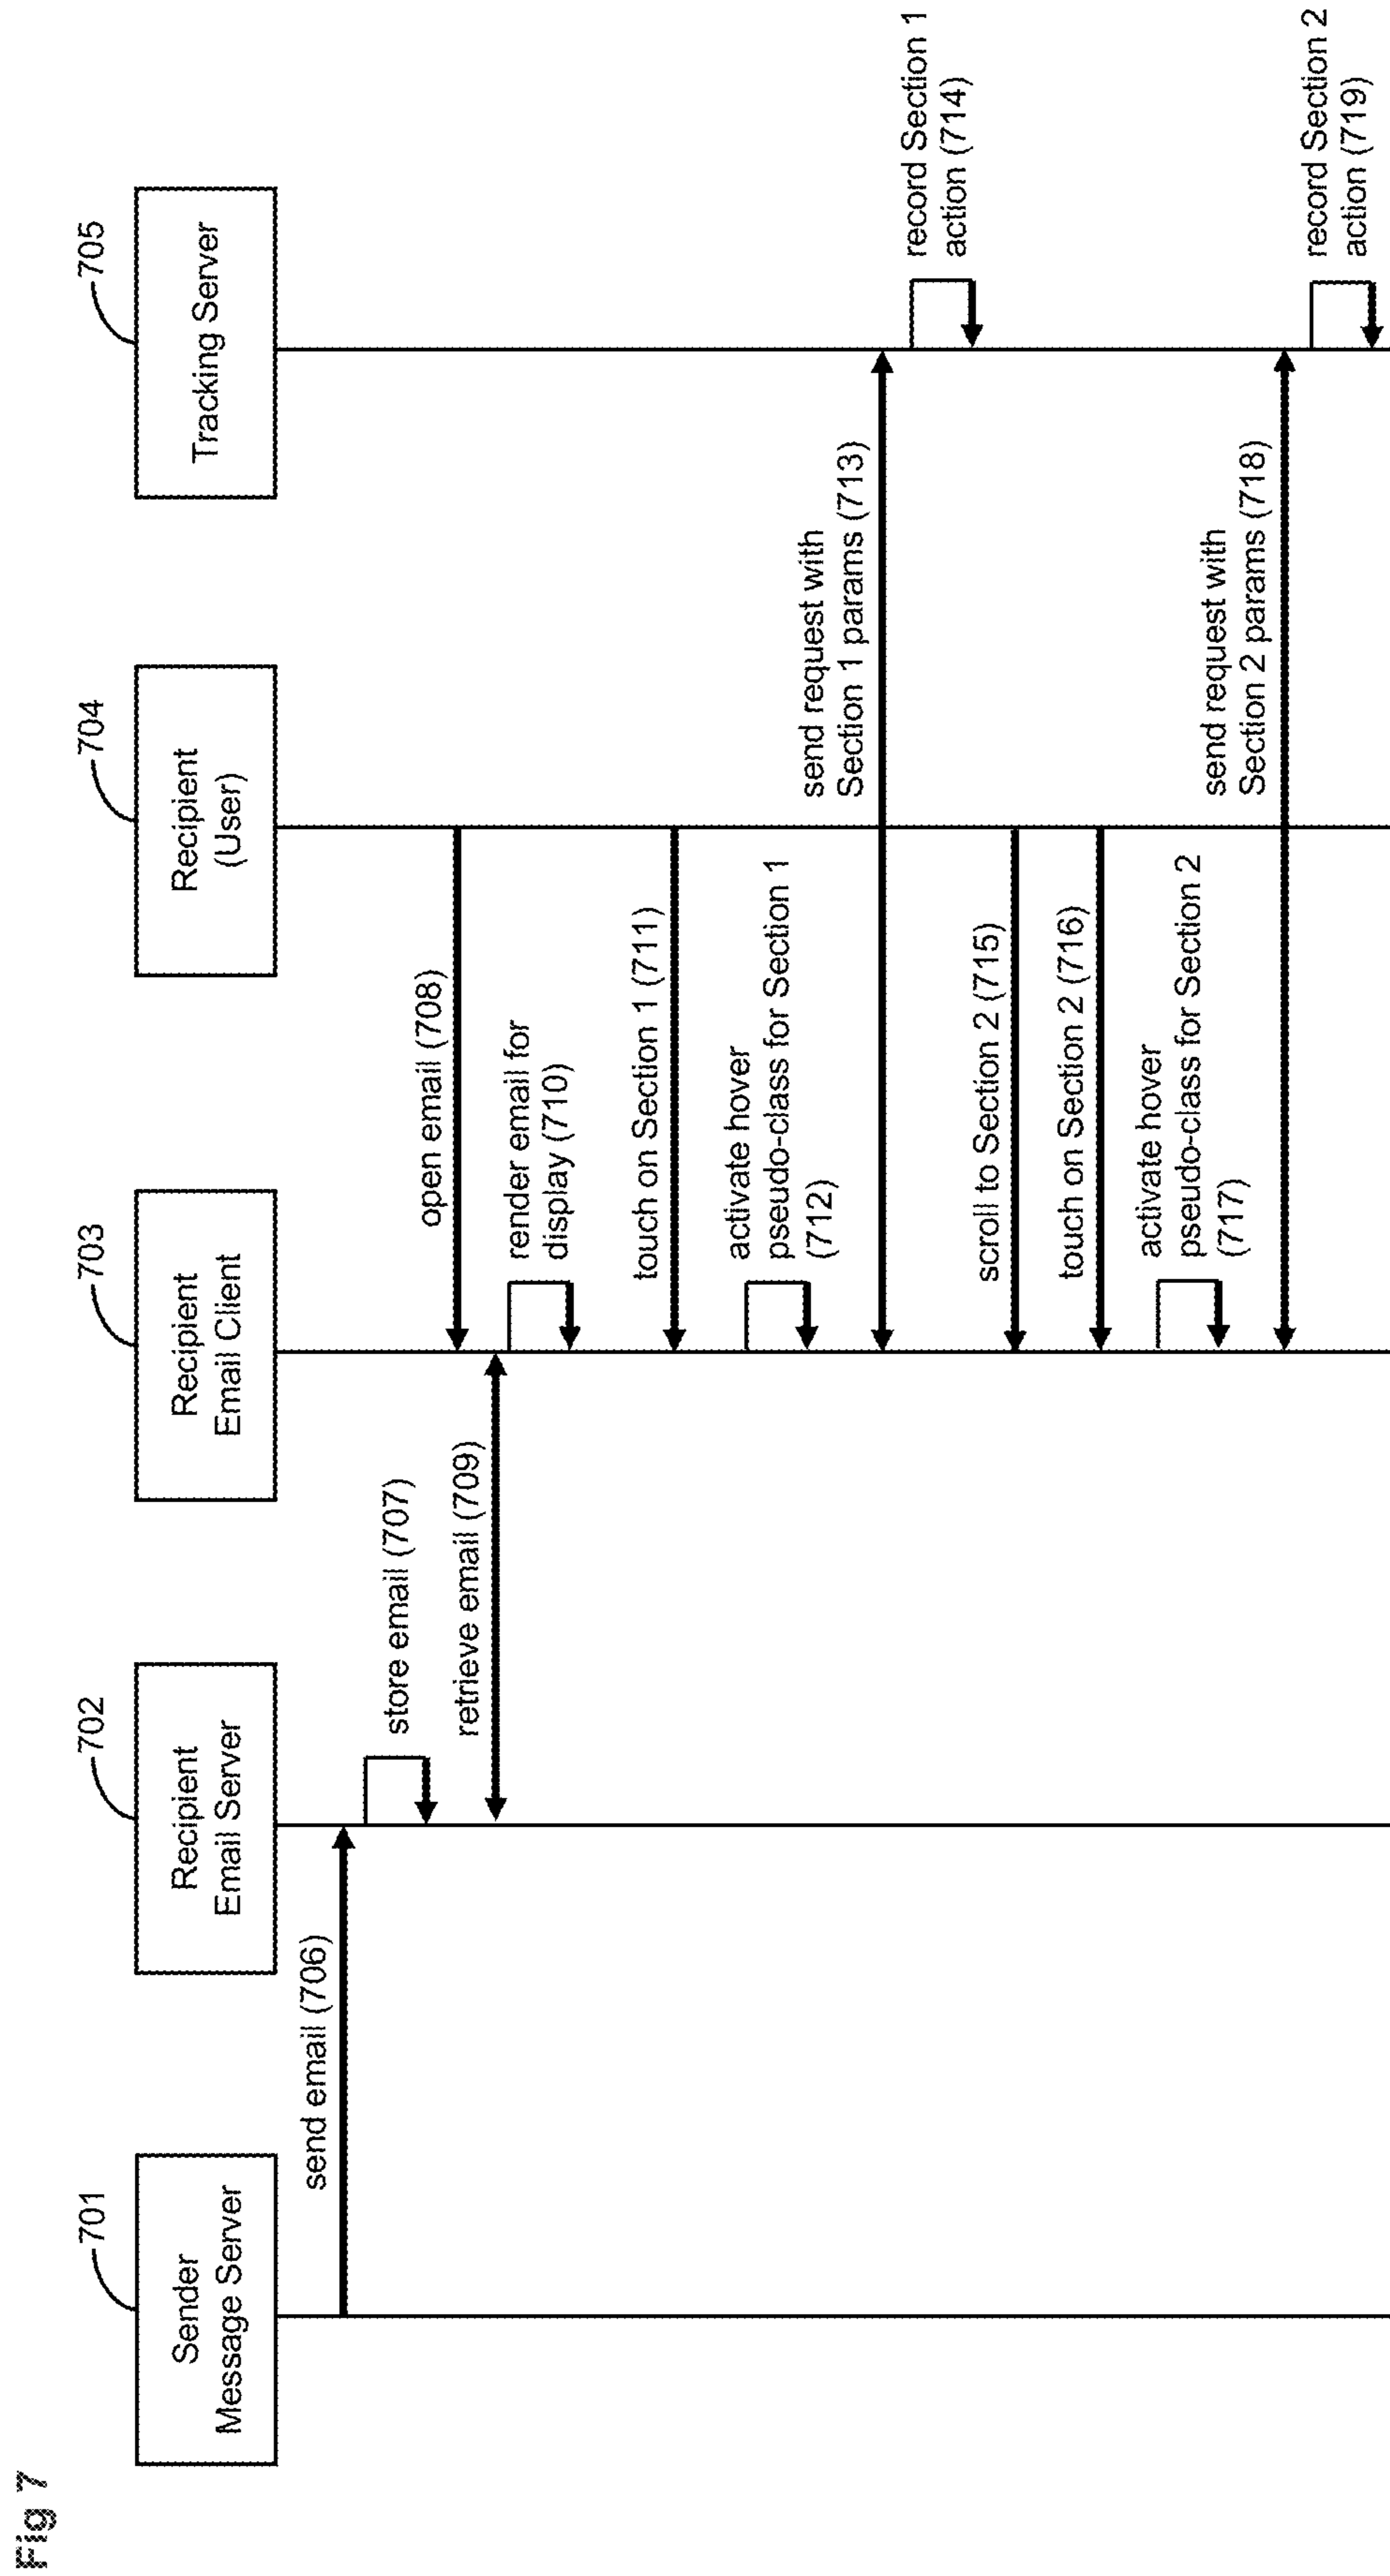 Fig 7
701
702
703
704
705
Sender
Message Server
Recipient
Email Server
Recipient
Email Client
Recipient
(User)
Tracking Server
send email (706)
store email (707)
open email (708)
retrieve email (709)
render email for
display (710)
touch on Section 1 (711)
activate hover
pseudo-class for Section 1
(712)
send request with
Section 1 params (713)
record Section 1
action (714)
scroll to Section 2 (715)
touch on Section 2 (716)
activate hover
pseudo-class for Section 2
(717)
send request with
Section 2 params (718)
record Section 2
action (719)